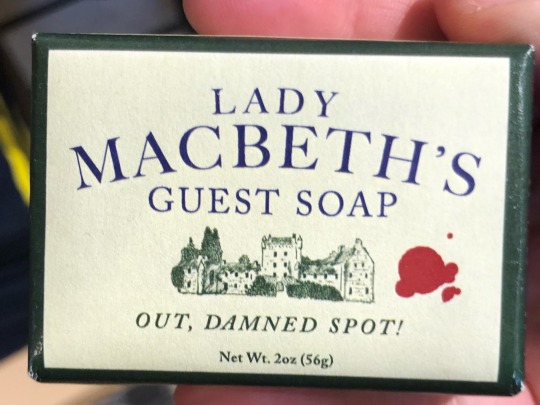 LADY
MACBETH'S
GUEST SOAP
OUT, DAMNED SPOT!
Net Wt. 2oz (56g)